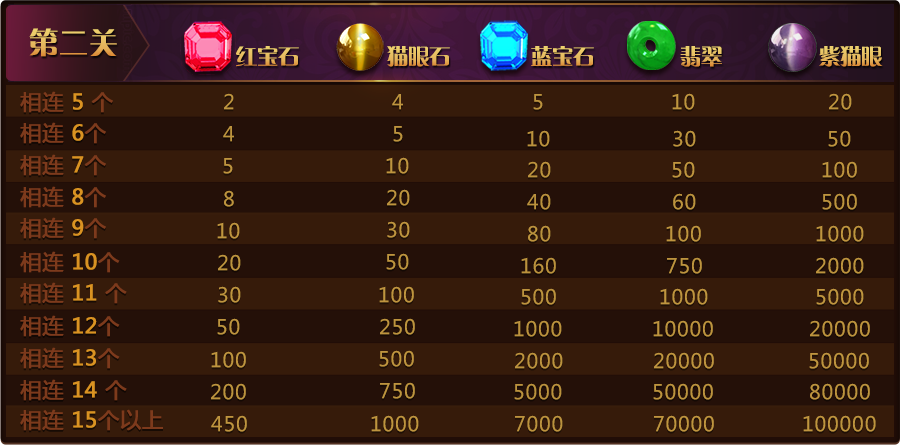 第二关 红宝石 猫眼石 蓝宝石 翡翠 紫猫眼
相连 5 个 2 4 5 10 20
相连 6个 4 5 10 30 50
相连 7个 5 10 20 50 100
相连 8个 8 20 40 60 500
相连 9个 10 30 80 100 1000
相连 10个 20 50 160 750 2000
相连 11 个 30 100 500 1000 5000
相连 12个 50 250 1000 10000 20000
相连 13个 100 500 2000 20000 50000
相连 14 个 200 750 5000 50000 80000
相连 15个以上 450 1000 7000 70000 100000